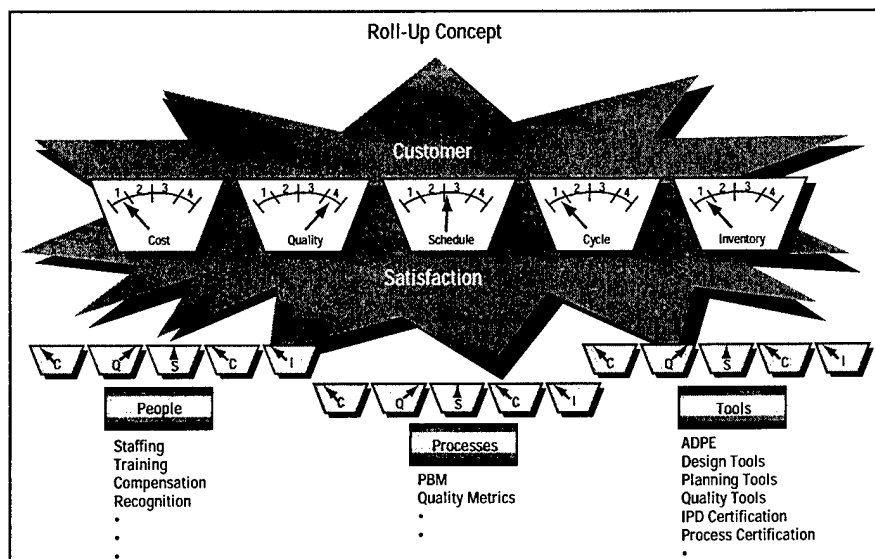 Roll-Up Concept
Customer
1 2 3 4
1 2 3 4
1 2 3 4
1 2 3 4
1 2 3 4
Cost
Quality
Schedule
Cycle
Inventory
Satisfaction
C Q S C I
C Q S C I
C Q S C I
People
Staffing
Training
Compensation
Recognition
•
•
•
Processes
PBM
Quality Metrics
•
•
Tools
ADPE
Design Tools
Planning Tools
Quality Tools
IPD Certification
Process Certification
•